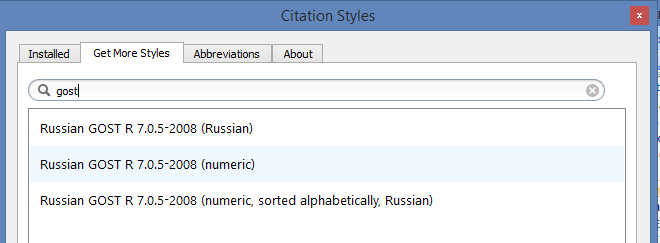 Citation Styles
x
Installed
Get More Styles
Abbreviations
About
gost
Russian GOST R 7.0.5-2008 (Russian)
Russian GOST R 7.0.5-2008 (numeric)
Russian GOST R 7.0.5-2008 (numeric, sorted alphabetically, Russian)